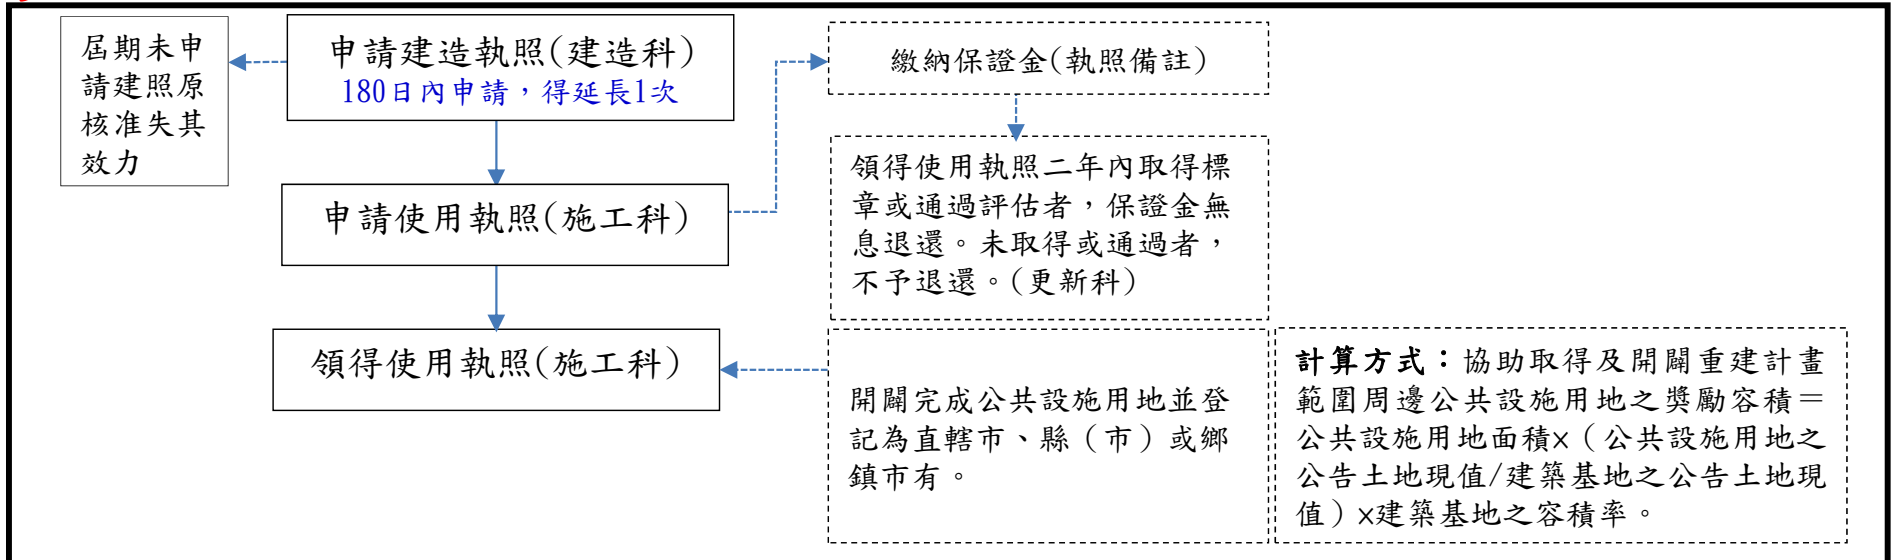 屆期未申
請建照原
核准失其
效力
申請建造執照(建造科)
180日內申請，得延長1次
繳納保證金(執照備註)
申請使用執照(施工科)
領得使用執照二年內取得標
章或通過評估者，保證金無
息退還。未取得或通過者，
不予退還。(更新科)
領得使用執照(施工科)
開闢完成公共設施用地並登
記為直轄市、縣（市）或鄉
鎮市有。
計算方式：協助取得及開闢重建計畫
範圍周邊公共設施用地之獎勵容積＝
公共設施用地面積×（公共設施用地之
公告土地現值/建築基地之公告土地現
值）×建築基地之容積率。